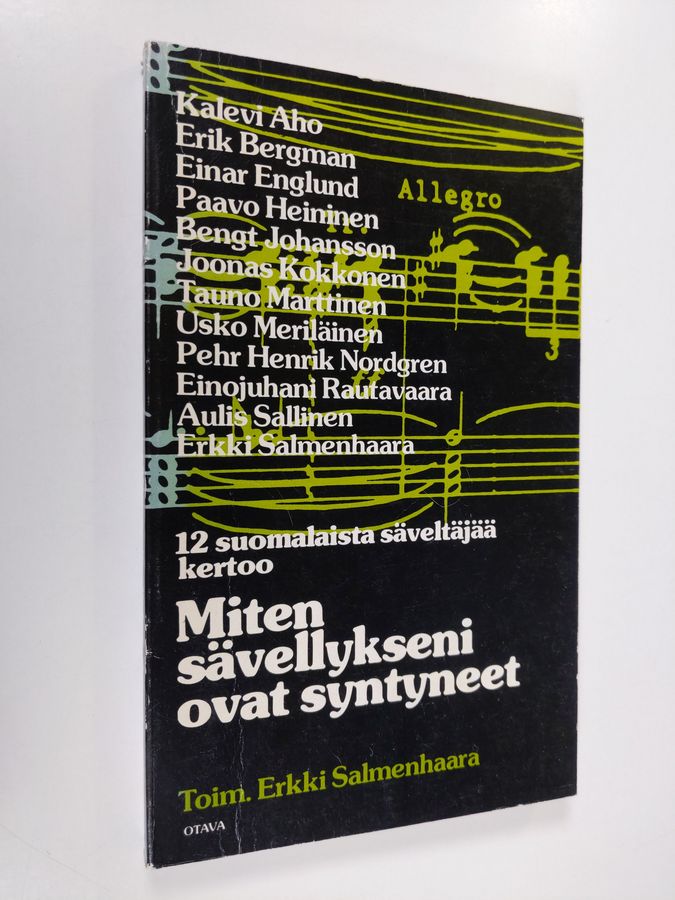 Kalevi Aho
Erik Bergman
Einar Englund
Paavo Heininen
Bengt Johansson
Joonas Kokkonen
Tauno Marttinen
Usko Meriläinen
Pehr Henrik Nordgren
Einojuhani Rautavaara
Aulis Sallinen
Erkki Salmenhaara
Allegro
3
12 suomalaista säveltäjää
kertoo
Miten
sävellykseni
ovat syntyneet
Toim. Erkki Salmenhaara
OTAVA